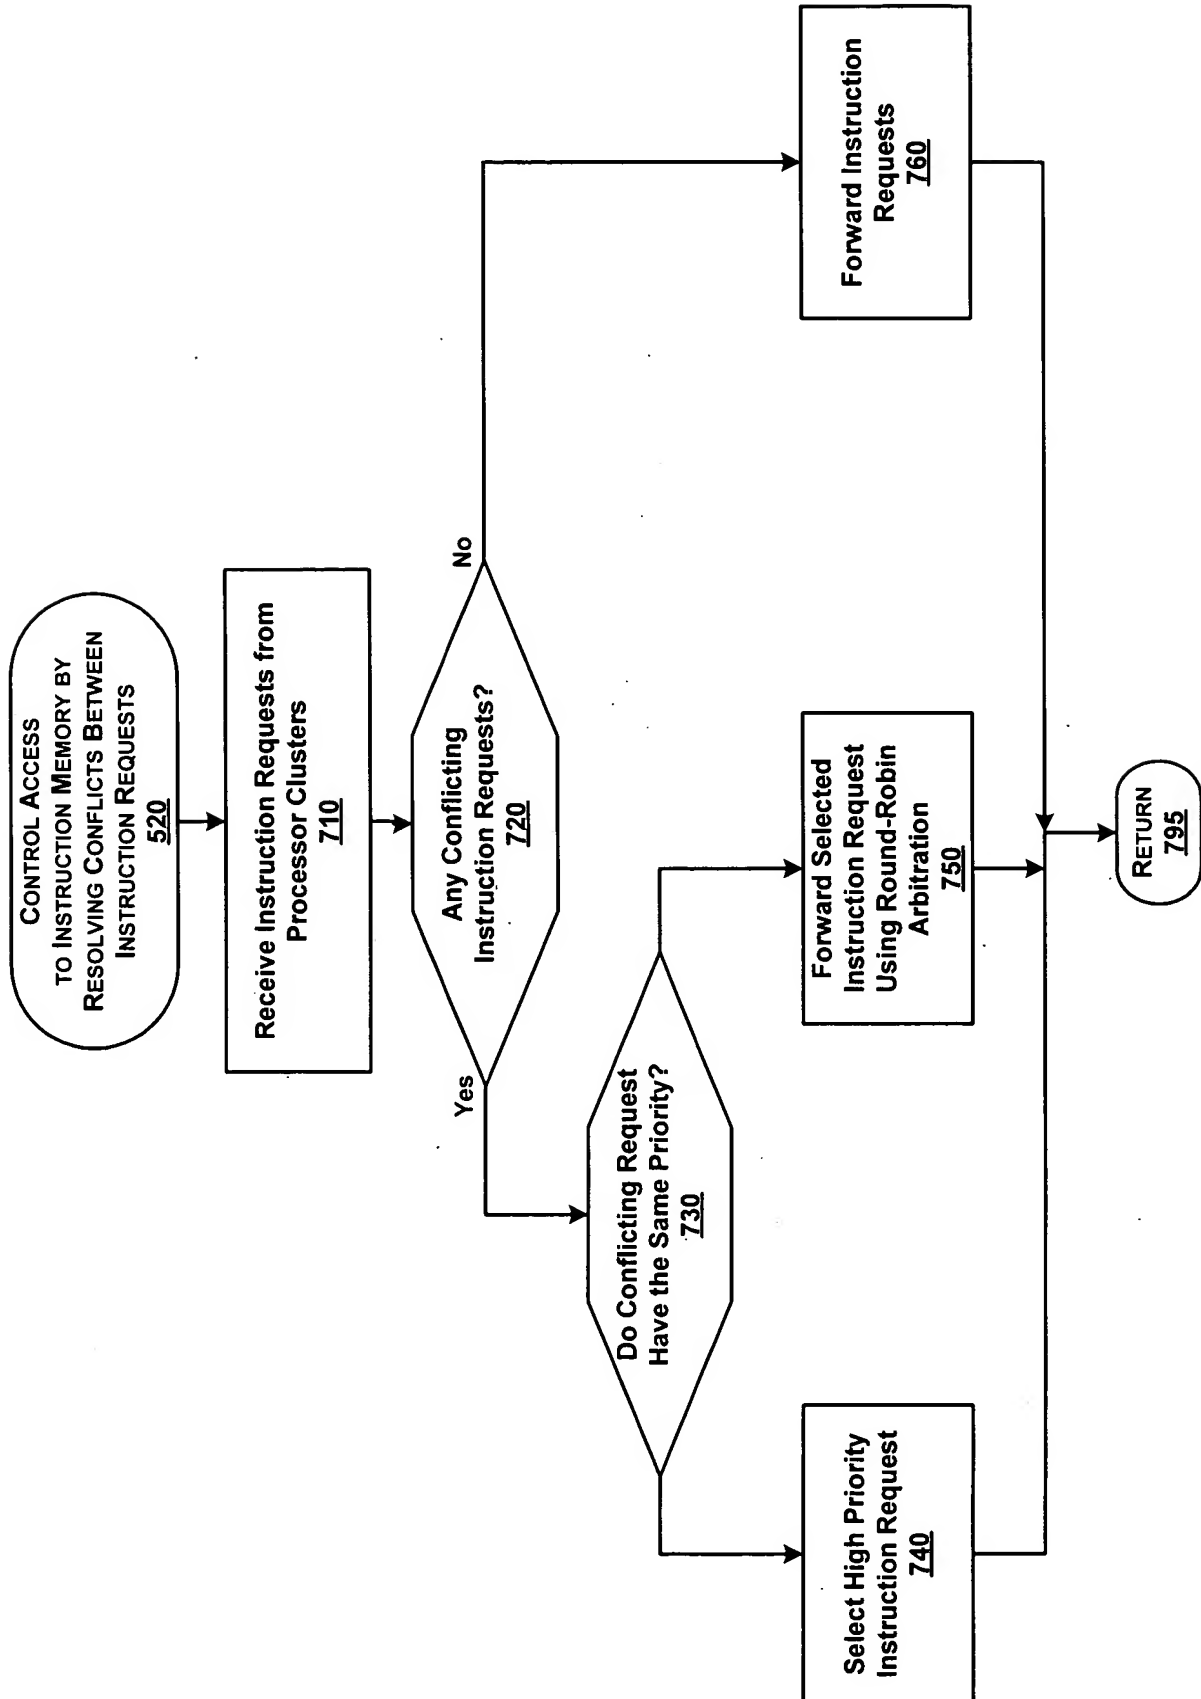 CONTROL ACCESS
TO INSTRUCTION MEMORY BY
RESOLVING CONFLICTS BETWEEN
INSTRUCTION REQUESTS
520
Receive Instruction Requests from
Processor Clusters
710
Any Conflicting
Instruction Requests?
720
Yes
No
Do Conflicting Request
Have the Same Priority?
730
Select High Priority
Instruction Request
740
Forward Selected
Instruction Request
Using Round-Robin
Arbitration
750
Forward Instruction
Requests
760
RETURN
795